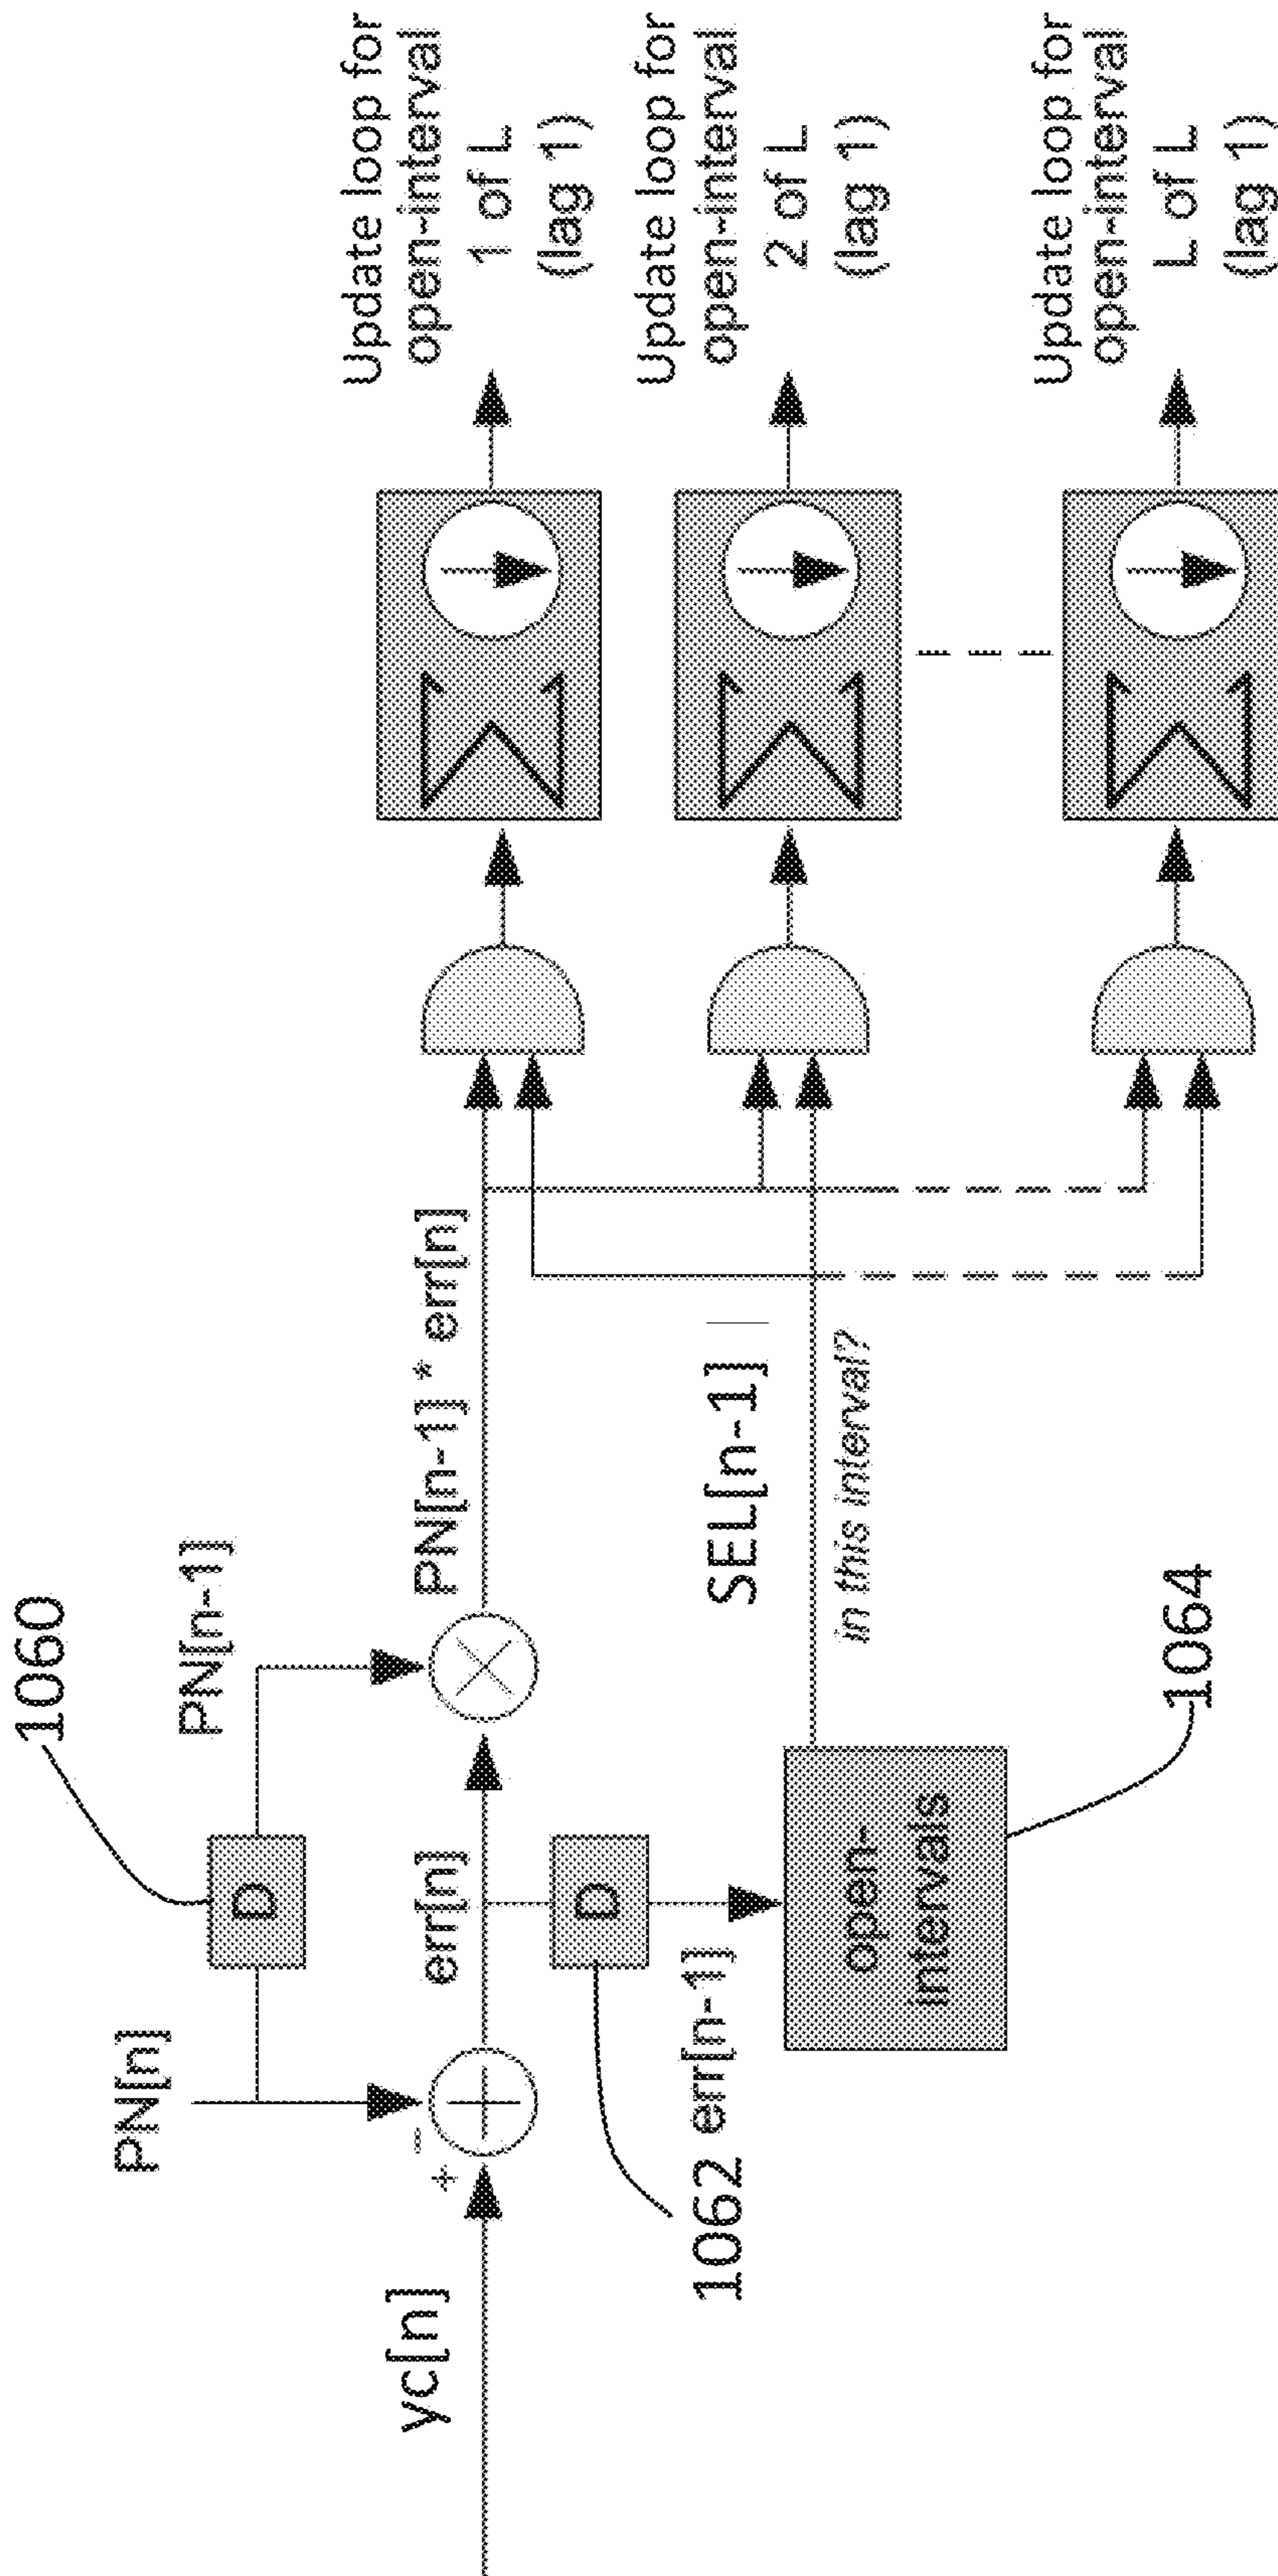 1060
PN[n]
D
PN[n-1]
yc[n]
+
-
err[n]
PN[n-1] * err[n]
Update loop for
open-interval
1 of L
(lag 1)
1062
err[n-1]
D
SEL[n-1]
Σ
Update loop for
open-interval
2 of L
(lag 1)
open-
intervals
in this interval?
1064
Σ
Σ
Update loop for
L of L
open-interval
(lag 1)